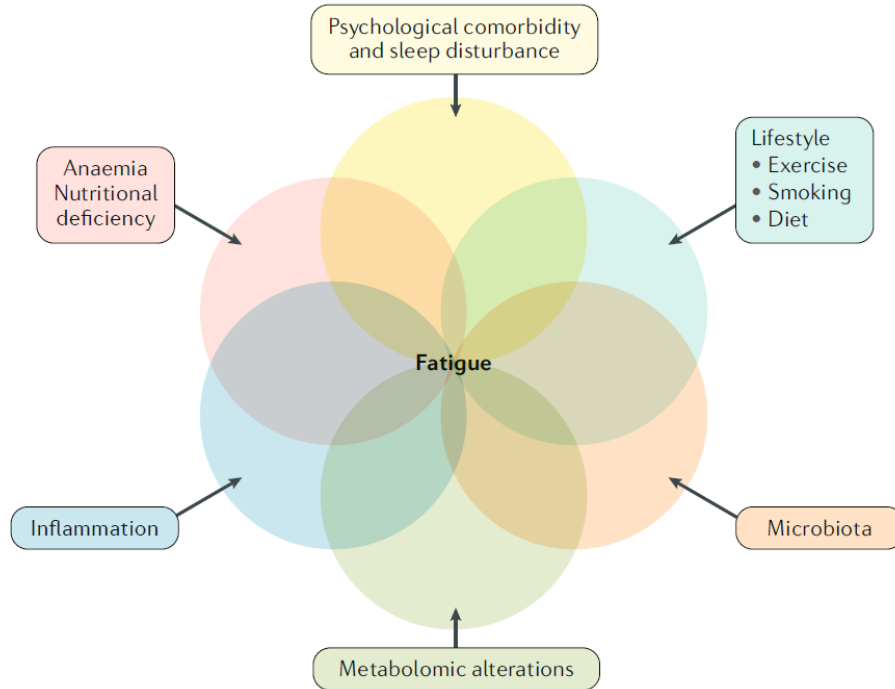 Psychological comorbidity
and sleep disturbance
Anaemia
Nutritional
deficiency
Lifestyle
• Exercise
• Smoking
• Diet
Fatigue
Inflammation
Microbiota
Metabolomic alterations